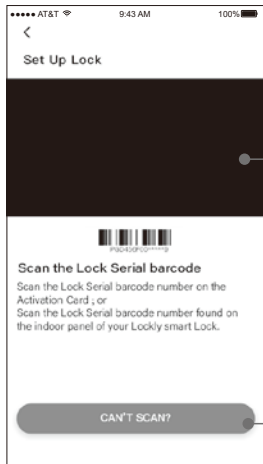 AT&T 9:43 AM 100%
Set Up Lock
Scan the Lock Serial barcode
Scan the Lock Serial barcode number on the
Activation Card ; or
Scan the Lock Serial barcode number found on
the indoor panel of your Lockly smart Lock.
CAN'T SCAN?